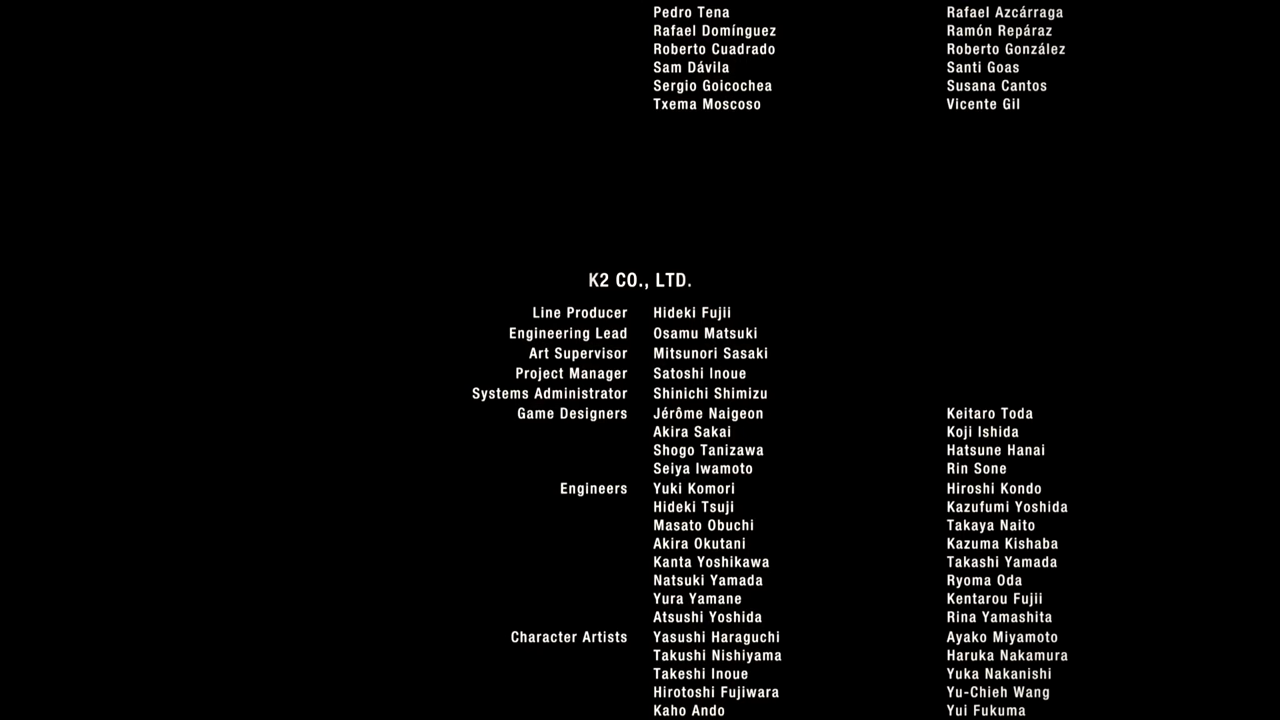 Pedro Tena Rafael Azcárraga
Rafael Domínguez Ramón Repáraz
Roberto Cuadrado Roberto González
Sam Dávila Santi Goas
Sergio Goicochea Susana Cantos
Txema Moscoso Vicente Gil
K2 CO., LTD.
Line Producer Hideki Fujii
Engineering Lead Osamu Matsuki
Art Supervisor Mitsunori Sasaki
Project Manager Satoshi Inoue
Systems Administrator Shinichi Shimizu
Game Designers Jérôme Naigeon Keitaro Toda
Akira Sakai Koji Ishida
Shogo Tanizawa Hatsune Hanai
Seiya Iwamoto Rin Sone
Engineers Yuki Komori Hiroshi Kondo
Hideki Tsuji Kazufumi Yoshida
Masato Obuchi Takaya Naito
Akira Okutani Kazuma Kishaba
Kanta Yoshikawa Takashi Yamada
Natsuki Yamada Ryoma Oda
Yura Yamane Kentarou Fujii
Atsushi Yoshida Rina Yamashita
Character Artists Yasushi Haraguchi Ayako Miyamoto
Takushi Nishiyama Haruka Nakamura
Takeshi Inoue Yuka Nakanishi
Hirotoshi Fujiwara Yu-Chieh Wang
Kaho Ando Yui Fukuma